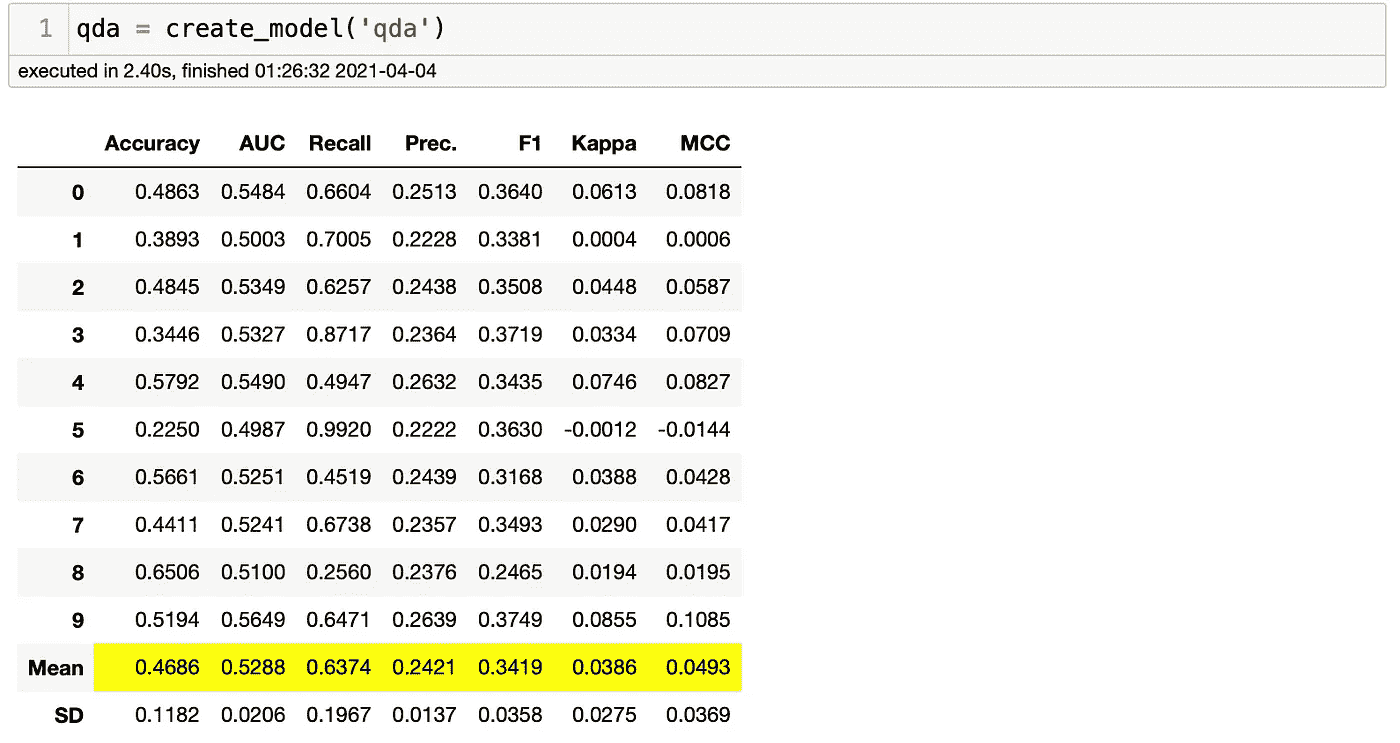 1 qda = create_model('qda')
executed in 2.40s, finished 01:26:32 2021-04-04
Accuracy AUC Recall Prec. F1 Kappa MCC
0 0.4863 0.5484 0.6604 0.2513 0.3640 0.0613 0.0818
1 0.3893 0.5003 0.7005 0.2228 0.3381 0.0004 0.0006
2 0.4845 0.5349 0.6257 0.2438 0.3508 0.0448 0.0587
3 0.3446 0.5327 0.8717 0.2364 0.3719 0.0334 0.0709
4 0.5792 0.5490 0.4947 0.2632 0.3435 0.0746 0.0827
5 0.2250 0.4987 0.9920 0.2222 0.3630 -0.0012 -0.0144
6 0.5661 0.5251 0.4519 0.2439 0.3168 0.0388 0.0428
7 0.4411 0.5241 0.6738 0.2357 0.3493 0.0290 0.0417
8 0.6506 0.5100 0.2560 0.2376 0.2465 0.0194 0.0195
9 0.5194 0.5649 0.6471 0.2639 0.3749 0.0855 0.1085
Mean 0.4686 0.5288 0.6374 0.2421 0.3419 0.0386 0.0493
SD 0.1182 0.0206 0.1967 0.0137 0.0358 0.0275 0.0369